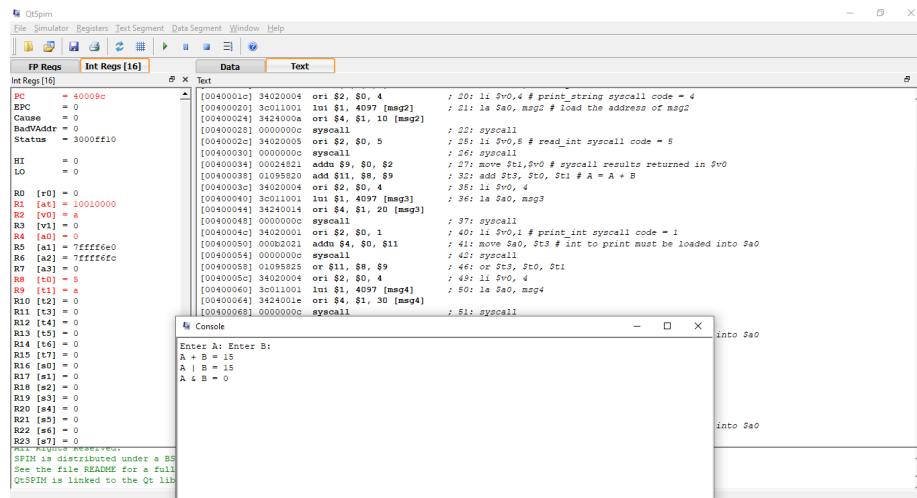 QtSpim
File Simulator Registers Text Segment Data Segment Window Help
FP Regs Int Regs [16] Data Text
Int Regs [16] Text
PC = 40009c
EPC = 0
Cause = 0
BadVAddr = 0
Status = 3000ff10
HI = 0
LO = 0
R0 [r0] = 0
R1 [at] = 10010000
R2 [v0] = a
R3 [v1] = 0
R4 [a0] = 0
R5 [a1] = 7ffff6e0
R6 [a2] = 7ffff6fc
R7 [a3] = 0
R8 [t0] = 5
R9 [t1] = a
R10 [t2] = 0
R11 [t3] = 0
R12 [t4] = 0
R13 [t5] = 0
R14 [t6] = 0
R15 [t7] = 0
R16 [s0] = 0
R17 [s1] = 0
R18 [s2] = 0
R19 [s3] = 0
R20 [s4] = 0
R21 [s5] = 0
R22 [s6] = 0
R23 [s7] = 0
[0040001c] 34020004 ori $2, $0, 4 ; 20: li $v0,4 # print_string syscall code = 4
[00400020] 3c011001 lui $1, 4097 [msg2] ; 21: la $a0, msg2 # load the address of msg2
[00400024] 3424000a ori $4, $1, 10 [msg2]
[00400028] 0000000c syscall ; 22: syscall
[0040002c] 34020005 ori $2, $0, 5 ; 25: li $v0,5 # read_int syscall code = 5
[00400030] 0000000c syscall ; 26: syscall
[00400034] 00024821 addu $9, $0, $2 ; 27: move $t1,$v0 # syscall results returned in $v0
[00400038] 01095820 add $11, $8, $9 ; 32: add $t3, $t0, $t1 # A = A + B
[0040003c] 34020004 ori $2, $0, 4 ; 35: li $v0, 4
[00400040] 3c011001 lui $1, 4097 [msg3] ; 36: la $a0, msg3
[00400044] 34240014 ori $4, $1, 20 [msg3]
[00400048] 0000000c syscall ; 37: syscall
[0040004c] 34020001 ori $2, $0, 1 ; 40: li $v0,1 # print_int syscall code = 1
[00400050] 000b2021 addu $4, $0, $11 ; 41: move $a0, $t3 # int to print must be loaded into $a0
[00400054] 0000000c syscall ; 42: syscall
[00400058] 01095825 or $11, $8, $9 ; 46: or $t3, $t0, $t1
[0040005c] 34020004 ori $2, $0, 4 ; 49: li $v0, 4
[00400060] 3c011001 lui $1, 4097 [msg4] ; 50: la $a0, msg4
[00400064] 3424001e ori $4, $1, 30 [msg4]
[00400068] 0000000c syscall ; 51: syscall
into $a0
into $a0
Console
Enter A: Enter B:
A + B = 15
A | B = 15
A & B = 0
All Rights Reserved.
SPIM is distributed under a BS
See the file README for a full
QtSPIM is linked to the Qt lib